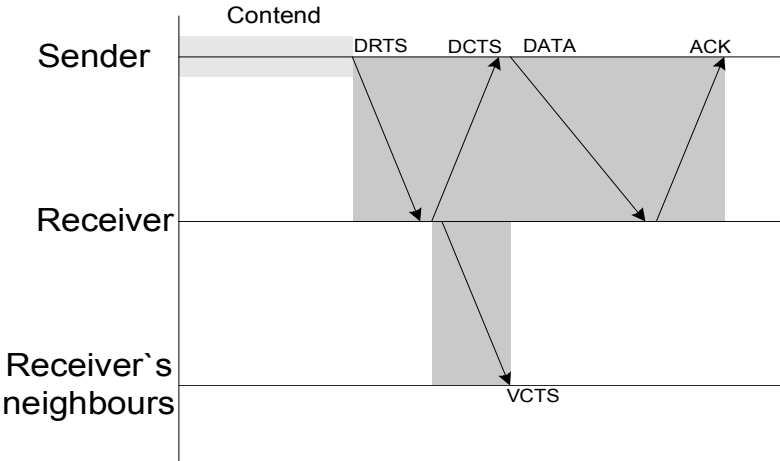 Contend
Sender
DRTS
DCTS
DATA
ACK
Receiver
Receiver`s
neighbours
VCTS